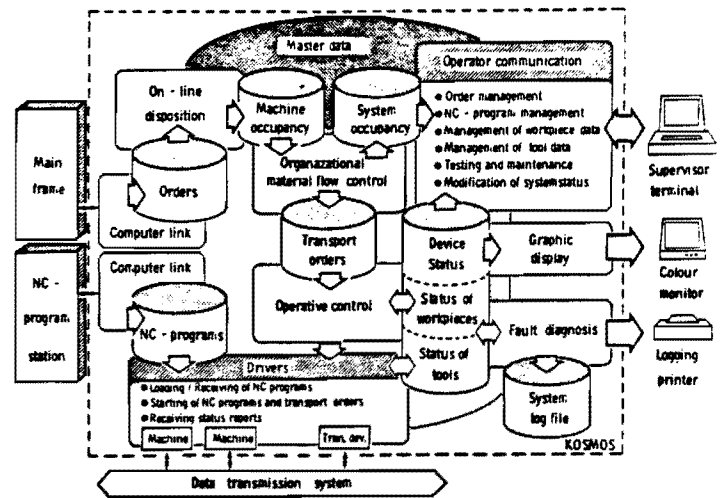 Master data
Operator communication
On - line
disposition
Machine
occupancy
System
occupancy
● Order management
● NC - program management
● Management of workpiece data
● Management of tool data
● Testing and maintenance
● Modification of systemstatus
Supervisor
terminal
Main
frame
Orders
Computer link
Organazational
material flow control
Transport
orders
Device
Status
Graphic
display
Colour
monitor
NC -
program
station
Computer link
NC - programs
Operative control
Status of
workpieces
Fault diagnosis
Logging
printer
Drivers
Status of
tools
● Loading / Receiving of NC programs
● Starting of NC programs and transport orders
● Receiving status reports
Machine
Machine
Tran. dev.
System
log file
KOSMOS
Data transmission system